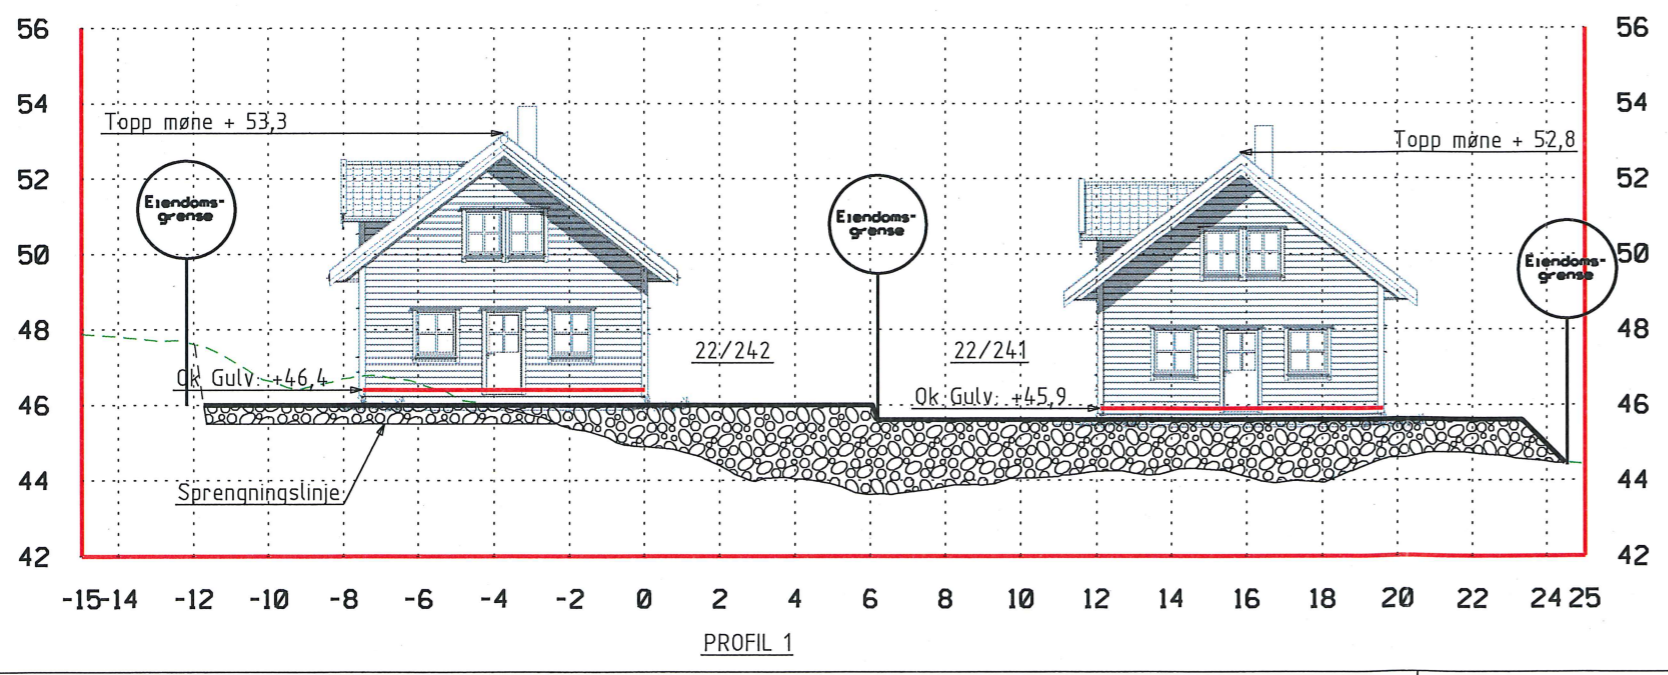 56 56
54 54
Topp møne + 53,3
Topp møne + 52,8
52 52
Eiendoms-
grense
Eiendoms-
grense
Eiendoms-
grense
50 50
48 48
22/242
22/241
Ok Gulv: +46,4
Ok Gulv: +45,9
46 46
44 44
Sprengningslinje
42 42
-15 -14 -12 -10 -8 -6 -4 -2 0 2 4 6 8 10 12 14 16 18 20 22 24 25
PROFIL 1